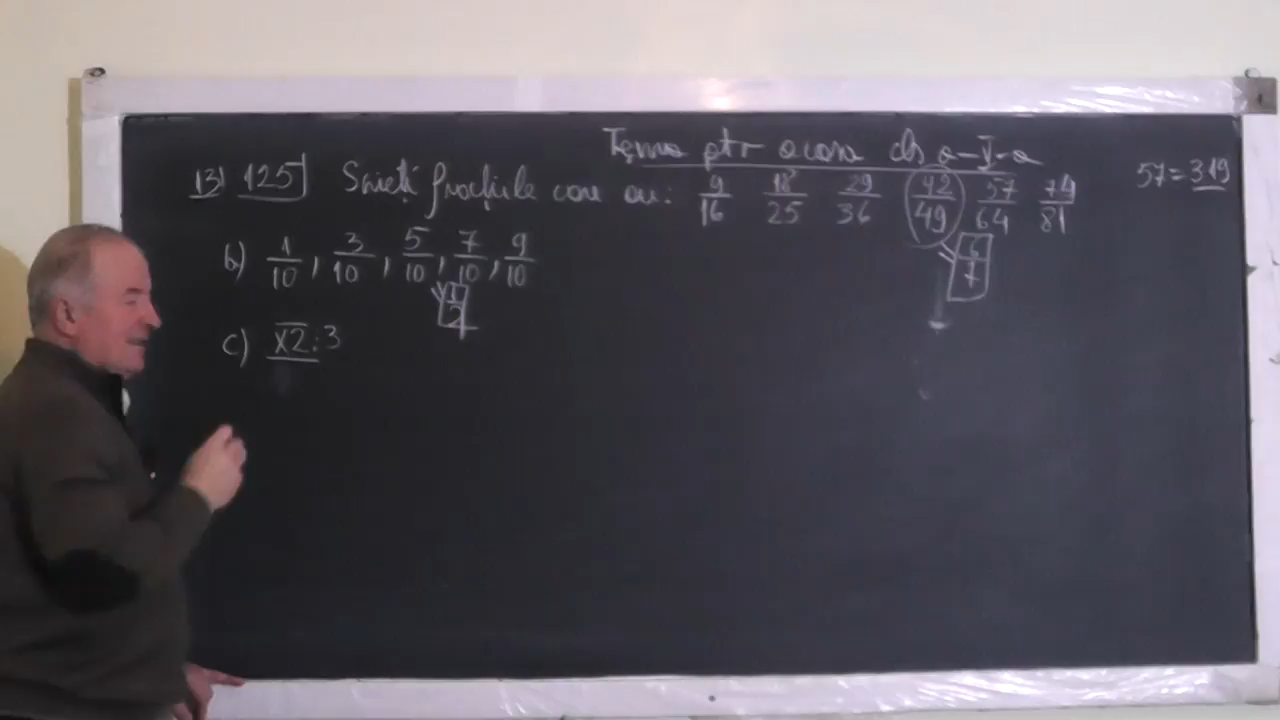 Tema ptr acasa cls a-V-a
13) 125 Scrieți fracțiile care au: 9/16 18/25 29/36 42/49 57/64 74/81 57=3·19
6/7
b) 1/10, 3/10, 5/10, 7/10, 9/10
1/2
c) x2:3